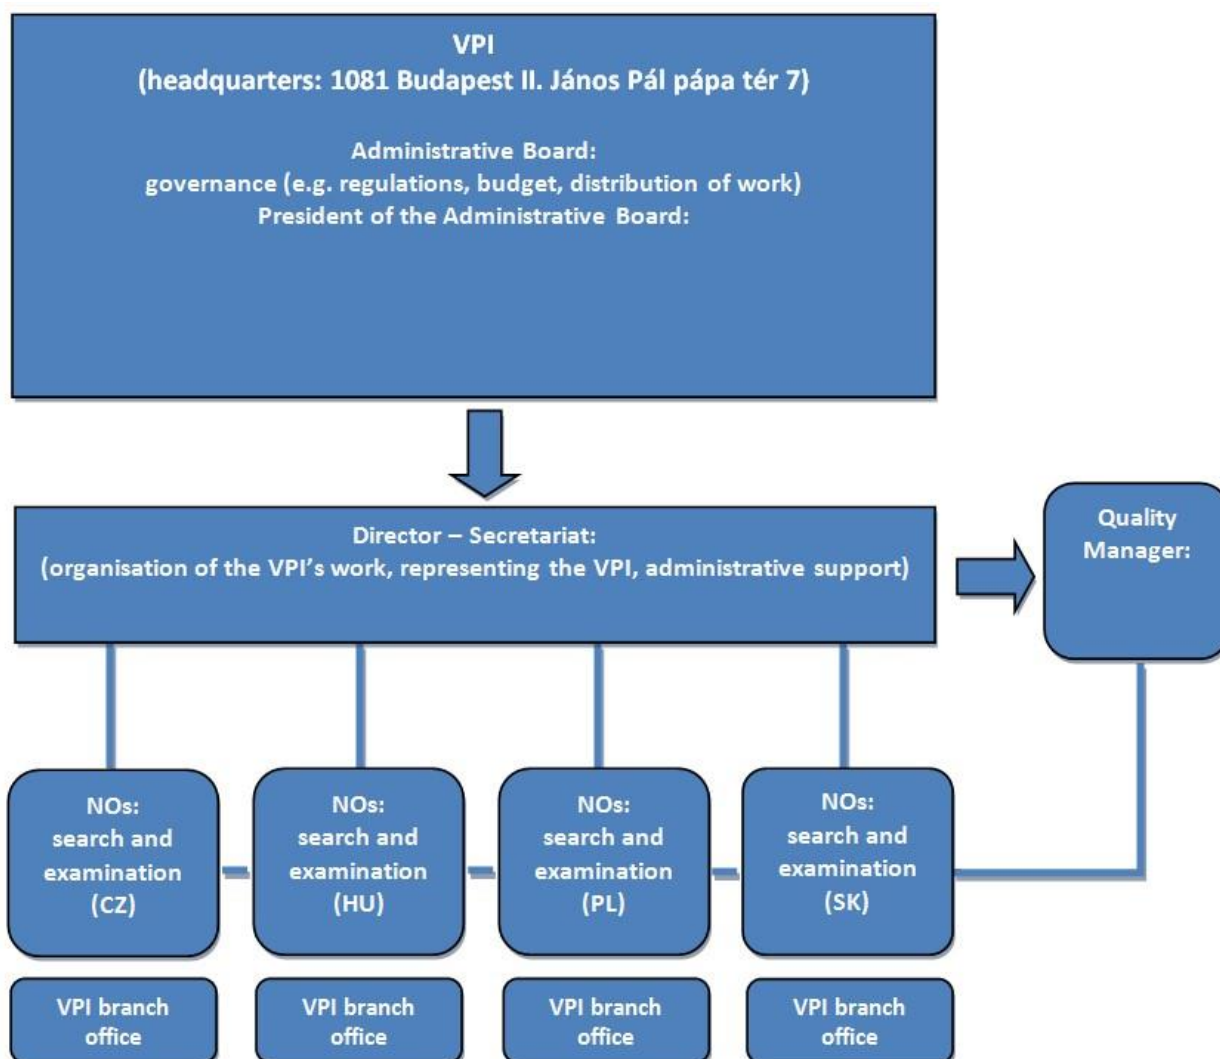 VPI
(headquarters: 1081 Budapest II. János Pál pápa tér 7)
Administrative Board:
governance (e.g. regulations, budget, distribution of work)
President of the Administrative Board:
Director – Secretariat:
(organisation of the VPI’s work, representing the VPI, administrative support)
Quality
Manager:
NOs:
search and
examination
(CZ)
NOs:
search and
examination
(HU)
NOs:
search and
examination
(PL)
NOs:
search and
examination
(SK)
VPI branch
office
VPI branch
office
VPI branch
office
VPI branch
office